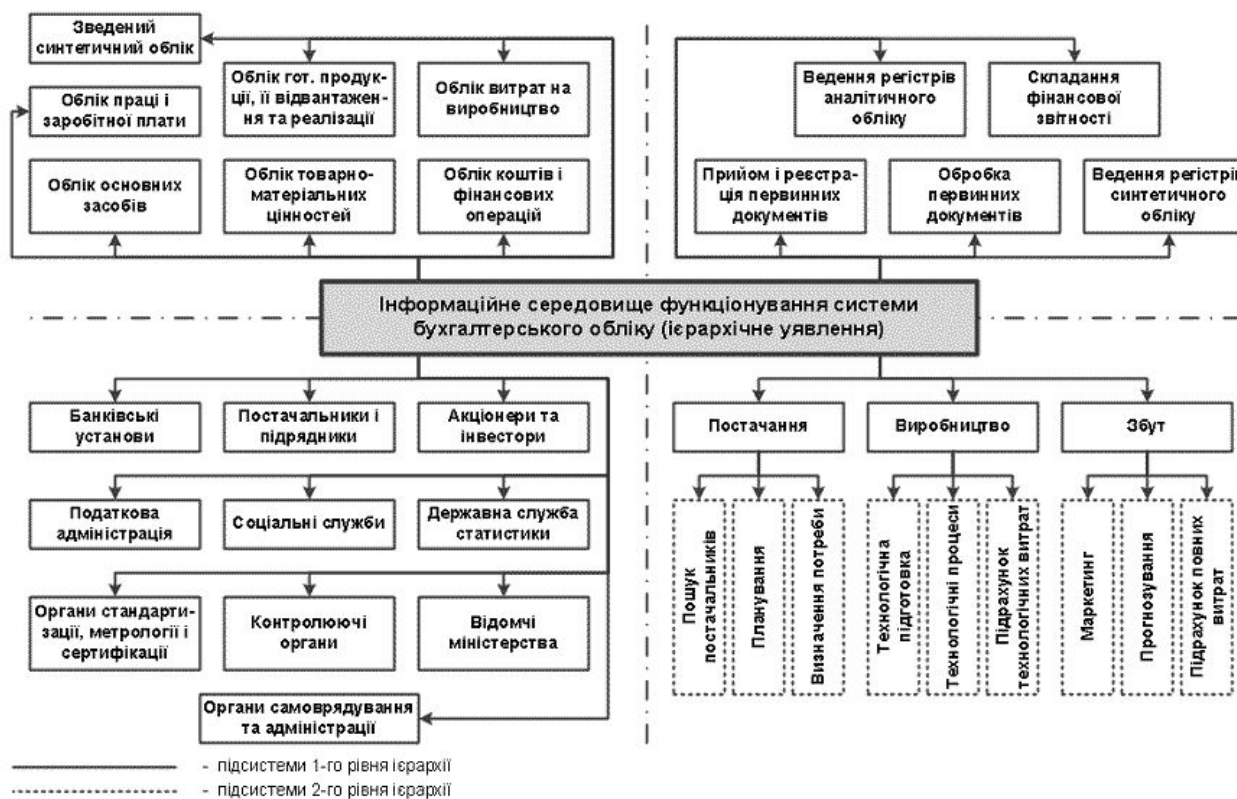 Зведений
синтетичний облік
Облік гот. продук-
ції, її відвантажен-
ня та реалізації
Облік витрат на
виробництво
Облік праці і
заробітної плати
Облік основних
засобів
Облік товарно-
матеріальних
цінностей
Облік коштів і
фінансових
операцій
Ведення регістрів
аналітичного
обліку
Складання
фінансової
звітності
Прийом і реєстра-
ція первинних
документів
Обробка
первинних
документів
Ведення регістрів
синтетичного
обліку
Інформаційне середовище функціонування системи
бухгалтерського обліку (ієрархічне уявлення)
Банківські
установи
Постачальники і
підрядники
Акціонери та
інвестори
Податкова
адміністрація
Соціальні служби
Державна служба
статистики
Органи стандарти-
зації, метрології і
сертифікації
Контролюючі
органи
Відомчі
міністерства
Органи самоврядування
та адміністрації
Постачання
Виробництво
Збут
Пошук
постачальників
Планування
Визначення потреби
Технологічна
підготовка
Технологічні процеси
Підрахунок
технологічних витрат
Маркетинг
Прогнозування
Підрахунок повних
витрат
- підсистеми 1-го рівня ієрархії
- підсистеми 2-го рівня ієрархії